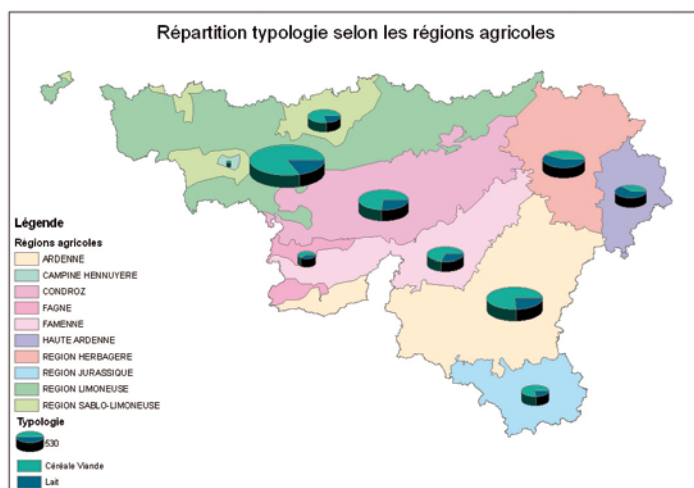 Répartition typologie selon les régions agricoles
Légende
Régions agricoles
ARDENNE
CAMPINE HENNUYERE
CONDROZ
FAGNE
FAMENNE
HAUTE ARDENNE
REGION HERBAGERE
REGION JURASSIQUE
REGION LIMONEUSE
REGION SABLO-LIMONEUSE
Typologie
530
Céréale Viande
Lait